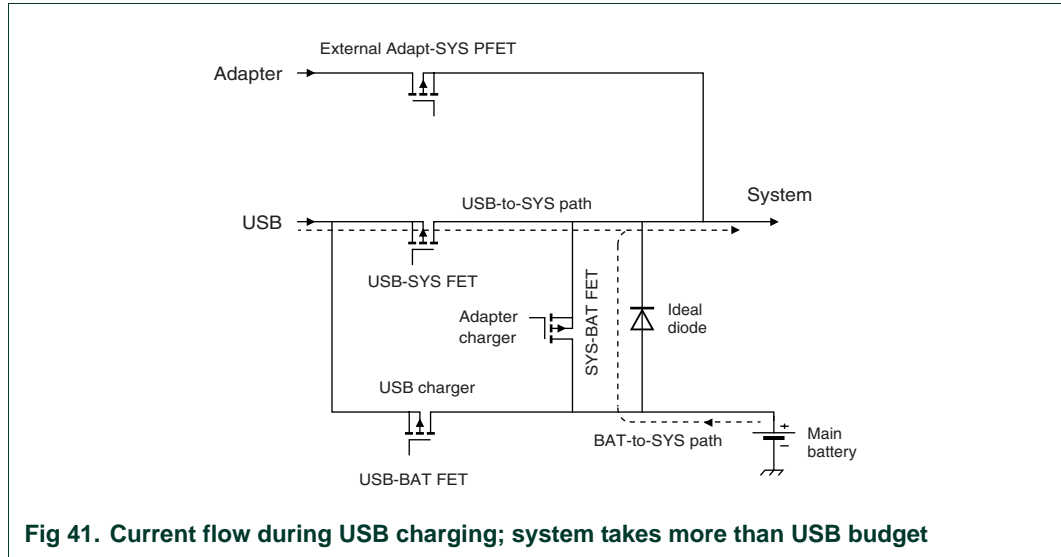 External Adapt-SYS PFET
Adapter
System
USB-to-SYS path
USB
USB-SYS FET
SYS-BAT FET
Adapter
charger
Ideal
diode
USB charger
+
BAT-to-SYS path
Main
battery
−
USB-BAT FET
Fig 41. Current flow during USB charging; system takes more than USB budget